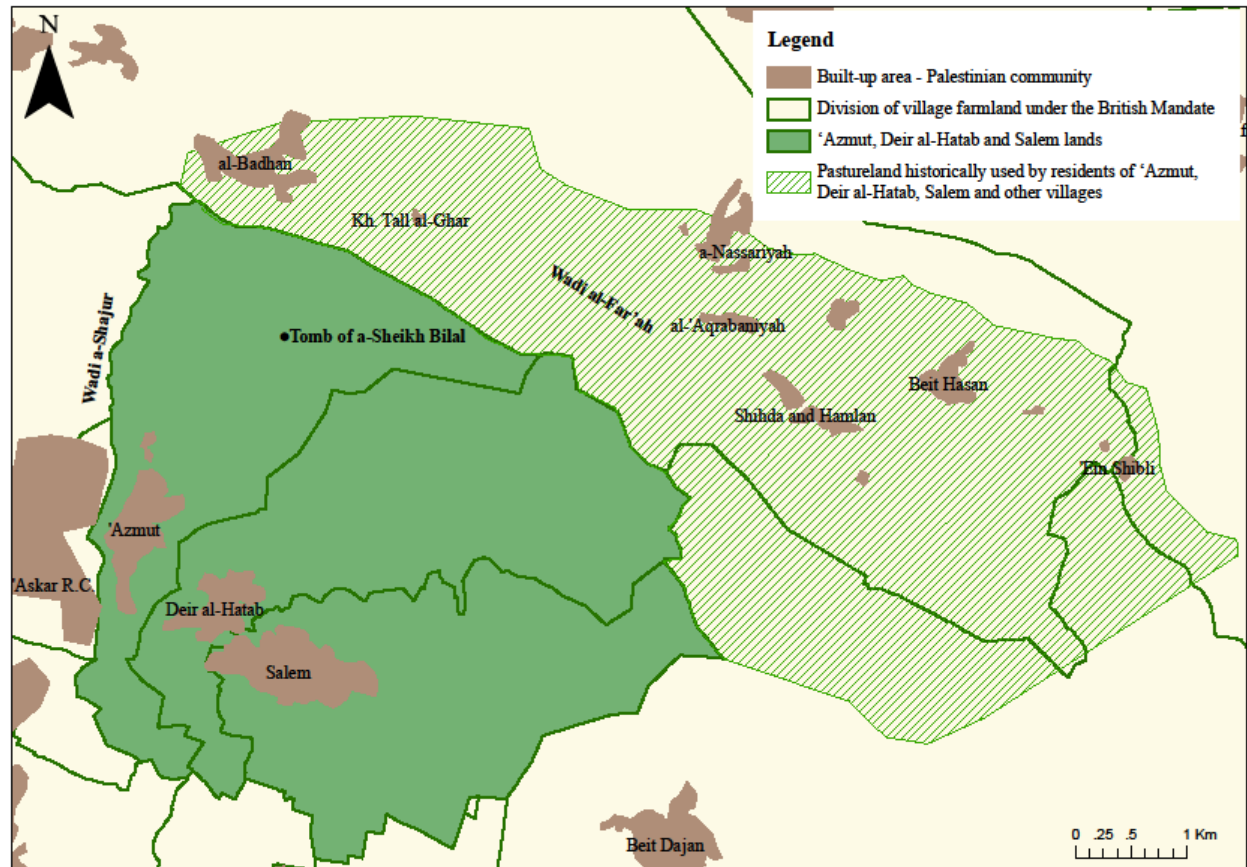 N
Legend
Built-up area - Palestinian community
Division of village farmland under the British Mandate
‘Azmut, Deir al-Hatab and Salem lands
Pastureland historically used by residents of ‘Azmut,
Deir al-Hatab, Salem and other villages
f
al-Badhan
Kh. Tall al-Ghar
a-Nassariyah
Wadi al-Far’ah
al-'Aqrabaniyah
Tomb of a-Sheikh Bilal
Wadi a-Shajur
Beit Hasan
Shihda and Hamlan
'Ein Shibli
'Azmut
'Askar R.C.
Deir al-Hatab
Salem
Beit Dajan
0 .25 .5 1 Km